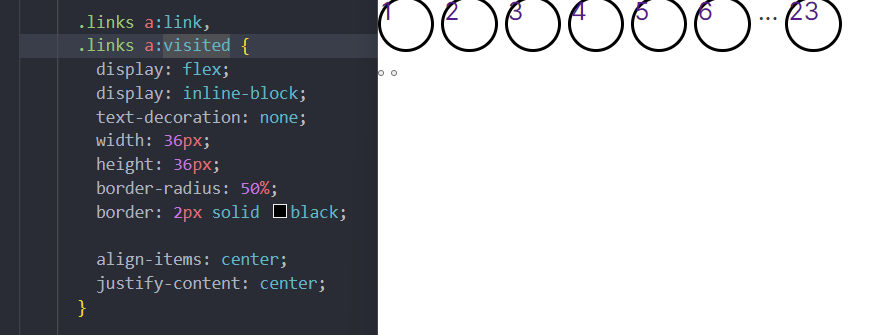 .links a:link,
.links a:visited {
display: flex;
display: inline-block;
text-decoration: none;
width: 36px;
height: 36px;
border-radius: 50%;
border: 2px solid black;
align-items: center;
justify-content: center;
}
1 2 3 4 5 6 ... 23